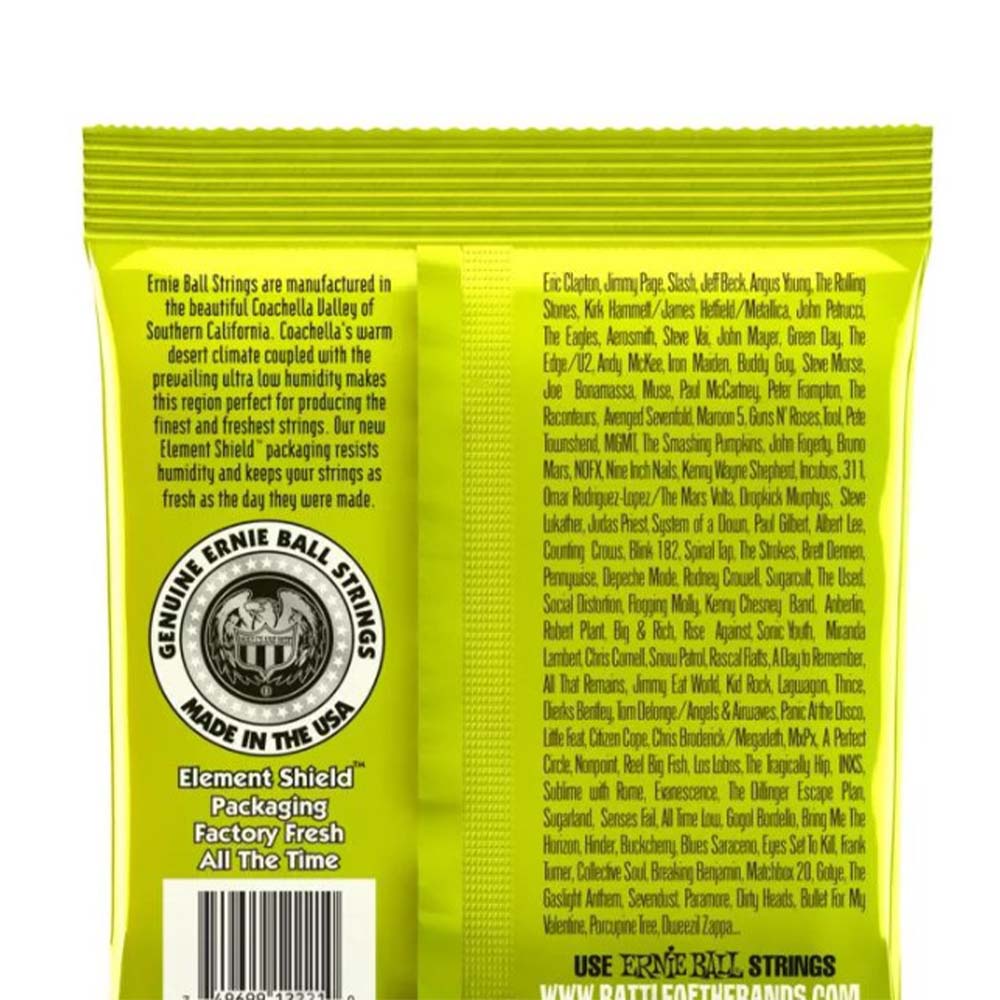 Ernie Ball Strings are manufactured in
the beautiful Coachella Valley of
Southern California. Coachella's warm
desert climate coupled with the
prevailing ultra low humidity makes
this region perfect for producing the
finest and freshest strings. Our new
Element Shield™ packaging resists
humidity and keeps your strings as
fresh as the day they were made.
GENUINE ERNIE BALL STRINGS
MADE IN THE USA
Element Shield™
Packaging
Factory Fresh
All The Time
Eric Clapton, Jimmy Page, Slash, Jeff Beck, Angus Young, The Rolling
Stones, Kirk Hammett/James Hetfield/Metallica, John Petrucci,
The Eagles, Aerosmith, Steve Vai, John Mayer, Green Day, The
Edge/U2, Andy McKee, Iron Maiden, Buddy Guy, Steve Morse,
Joe Bonamassa, Muse, Paul McCartney, Peter Frampton, The
Raconteurs, Avenged Sevenfold, Maroon 5, Guns N' Roses, Tool, Pete
Townshend, MGMT, The Smashing Pumpkins, John Fogerty, Bruno
Mars, NOFX, Nine Inch Nails, Kenny Wayne Shepherd, Incubus, 311,
Omar Rodriguez-Lopez/The Mars Volta, Dropkick Murphys, Steve
Lukather, Judas Priest, System of a Down, Paul Gilbert, Albert Lee,
Counting Crows, Blink 182, Spinal Tap, The Strokes, Brett Dennen,
Pennywise, Depeche Mode, Rodney Crowell, Sugarcult, The Used,
Social Distortion, Flogging Molly, Kenny Chesney Band, Anberlin,
Robert Plant, Big & Rich, Rise Against, Sonic Youth, Miranda
Lambert, Chris Cornell, Snow Patrol, Rascal Flatts, A Day to Remember,
All That Remains, Jimmy Eat World, Kid Rock, Lagwagon, Thrice,
Dierks Bentley, Tom Delonge/Angels & Airwaves, Panic At the Disco,
Little Feat, Citizen Cope, Chris Broderick/Megadeth, MxPx, A Perfect
Circle, Nonpoint, Reel Big Fish, Los Lobos, The Tragically Hip, INXS,
Sublime with Rome, Evanescence, The Dillinger Escape Plan,
Sugarland, Senses Fail, All Time Low, Gogol Bordello, Bring Me The
Horizon, Hinder, Buckcherry, Blues Saraceno, Eyes Set To Kill, Frank
Turner, Collective Soul, Breaking Benjamin, Matchbox 20, Gotye, The
Gaslight Anthem, Sevendust, Paramore, Dirty Heads, Bullet For My
Valentine, Porcupine Tree, Dweezil Zappa...
USE ERNIE BALL STRINGS
WWW.BATTLEOFTHEBANDS.COM